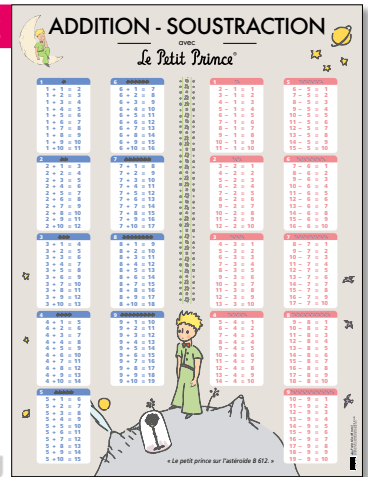 ADDITION - SOUSTRACTION
avec
Le Petit Prince®
1
1 + 1 = 2
1 + 2 = 3
1 + 3 = 4
1 + 4 = 5
1 + 5 = 6
1 + 6 = 7
1 + 7 = 8
1 + 8 = 9
1 + 9 = 10
1 + 10 = 11
2
2 + 1 = 3
2 + 2 = 4
2 + 3 = 5
2 + 4 = 6
2 + 5 = 7
2 + 6 = 8
2 + 7 = 9
2 + 8 = 10
2 + 9 = 11
2 + 10 = 12
3
3 + 1 = 4
3 + 2 = 5
3 + 3 = 6
3 + 4 = 7
3 + 5 = 8
3 + 6 = 9
3 + 7 = 10
3 + 8 = 11
3 + 9 = 12
3 + 10 = 13
4
4 + 1 = 5
4 + 2 = 6
4 + 3 = 7
4 + 4 = 8
4 + 5 = 9
4 + 6 = 10
4 + 7 = 11
4 + 8 = 12
4 + 9 = 13
4 + 10 = 14
5
5 + 1 = 6
5 + 2 = 7
5 + 3 = 8
5 + 4 = 9
5 + 5 = 10
5 + 6 = 11
5 + 7 = 12
5 + 8 = 13
5 + 9 = 14
5 + 10 = 15
6
6 + 1 = 7
6 + 2 = 8
6 + 3 = 9
6 + 4 = 10
6 + 5 = 11
6 + 6 = 12
6 + 7 = 13
6 + 8 = 14
6 + 9 = 15
6 + 10 = 16
7
7 + 1 = 8
7 + 2 = 9
7 + 3 = 10
7 + 4 = 11
7 + 5 = 12
7 + 6 = 13
7 + 7 = 14
7 + 8 = 15
7 + 9 = 16
7 + 10 = 17
8
8 + 1 = 9
8 + 2 = 10
8 + 3 = 11
8 + 4 = 12
8 + 5 = 13
8 + 6 = 14
8 + 7 = 15
8 + 8 = 16
8 + 9 = 17
8 + 10 = 18
9
9 + 1 = 10
9 + 2 = 11
9 + 3 = 12
9 + 4 = 13
9 + 5 = 14
9 + 6 = 15
9 + 7 = 16
9 + 8 = 17
9 + 9 = 18
9 + 10 = 19
1
2 - 1 = 1
3 - 1 = 2
4 - 1 = 3
5 - 1 = 4
6 - 1 = 5
7 - 1 = 6
8 - 1 = 7
9 - 1 = 8
10 - 1 = 9
11 - 1 = 10
2
3 - 2 = 1
4 - 2 = 2
5 - 2 = 3
6 - 2 = 4
7 - 2 = 5
8 - 2 = 6
9 - 2 = 7
10 - 2 = 8
11 - 2 = 9
12 - 2 = 10
3
4 - 3 = 1
5 - 3 = 2
6 - 3 = 3
7 - 3 = 4
8 - 3 = 5
9 - 3 = 6
10 - 3 = 7
11 - 3 = 8
12 - 3 = 9
13 - 3 = 10
4
5 - 4 = 1
6 - 4 = 2
7 - 4 = 3
8 - 4 = 4
9 - 4 = 5
10 - 4 = 6
11 - 4 = 7
12 - 4 = 8
13 - 4 = 9
14 - 4 = 10
5
6 - 5 = 1
7 - 5 = 2
8 - 5 = 3
9 - 5 = 4
10 - 5 = 5
11 - 5 = 6
12 - 5 = 7
13 - 5 = 8
14 - 5 = 9
15 - 5 = 10
6
7 - 6 = 1
8 - 6 = 2
9 - 6 = 3
10 - 6 = 4
11 - 6 = 5
12 - 6 = 6
13 - 6 = 7
14 - 6 = 8
15 - 6 = 9
16 - 6 = 10
7
8 - 7 = 1
9 - 7 = 2
10 - 7 = 3
11 - 7 = 4
12 - 7 = 5
13 - 7 = 6
14 - 7 = 7
15 - 7 = 8
16 - 7 = 9
17 - 7 = 10
8
9 - 8 = 1
10 - 8 = 2
11 - 8 = 3
12 - 8 = 4
13 - 8 = 5
14 - 8 = 6
15 - 8 = 7
16 - 8 = 8
17 - 8 = 9
18 - 8 = 10
9
10 - 9 = 1
11 - 9 = 2
12 - 9 = 3
13 - 9 = 4
14 - 9 = 5
15 - 9 = 6
16 - 9 = 7
17 - 9 = 8
18 - 9 = 9
19 - 9 = 10
« Le petit prince sur l'astéroïde B 612. »